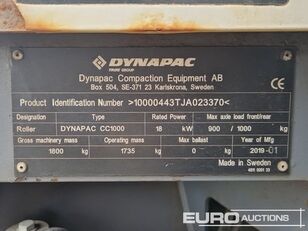 DYNAPAC
FAYAT GROUP
Dynapac Compaction Equipment AB
Box 504, SE-371 23 Karlskrona, Sweden
Product Identification Number >10000443TJA023370<
Designation Type Rated Power Max axle load front/rear
Roller DYNAPAC CC1000 18 kW 900 / 1000 kg
Gross machinery mass Operating mass Max ballast Year of Mfg
1800 kg 1735 kg 0 kg 2019-01
Made in Sweden
EURO AUCTIONS